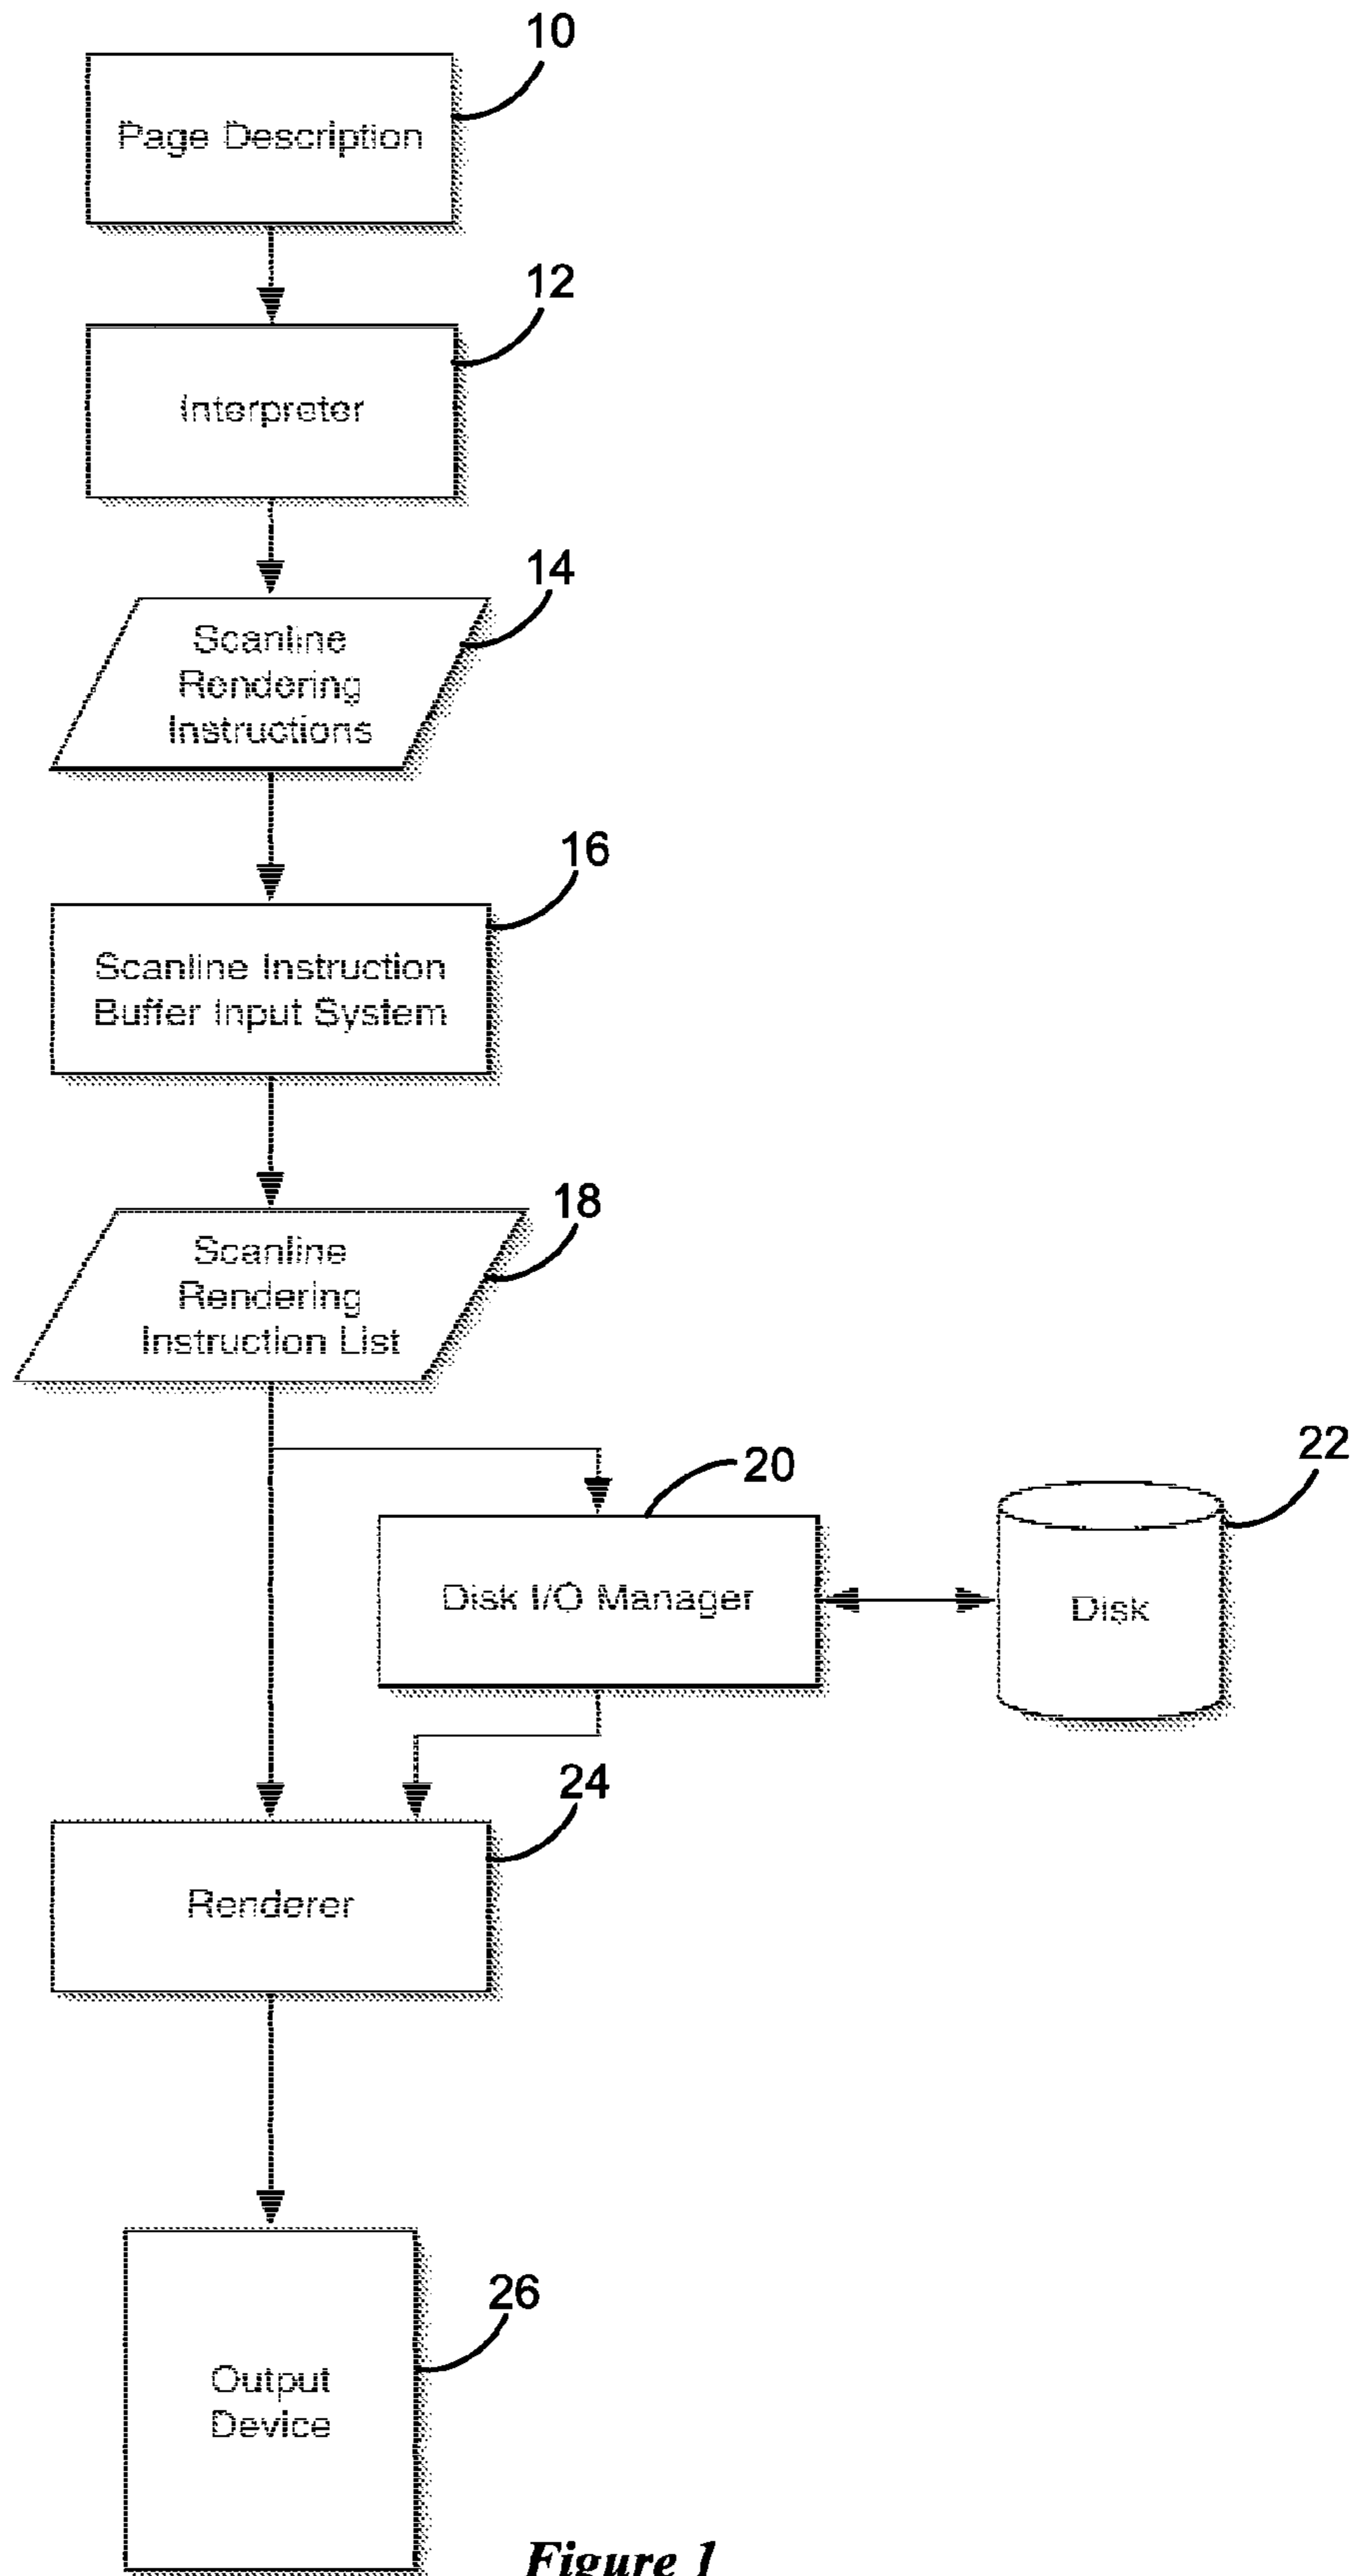 10
Page Description
12
Interpreter
14
Scanline
Rendering
Instructions
16
Scanline Instruction
Buffer Input System
18
Scanline
Rendering
Instruction List
20
22
Disk I/O Manager
Disk
24
Renderer
26
Output
Device
Figure 1